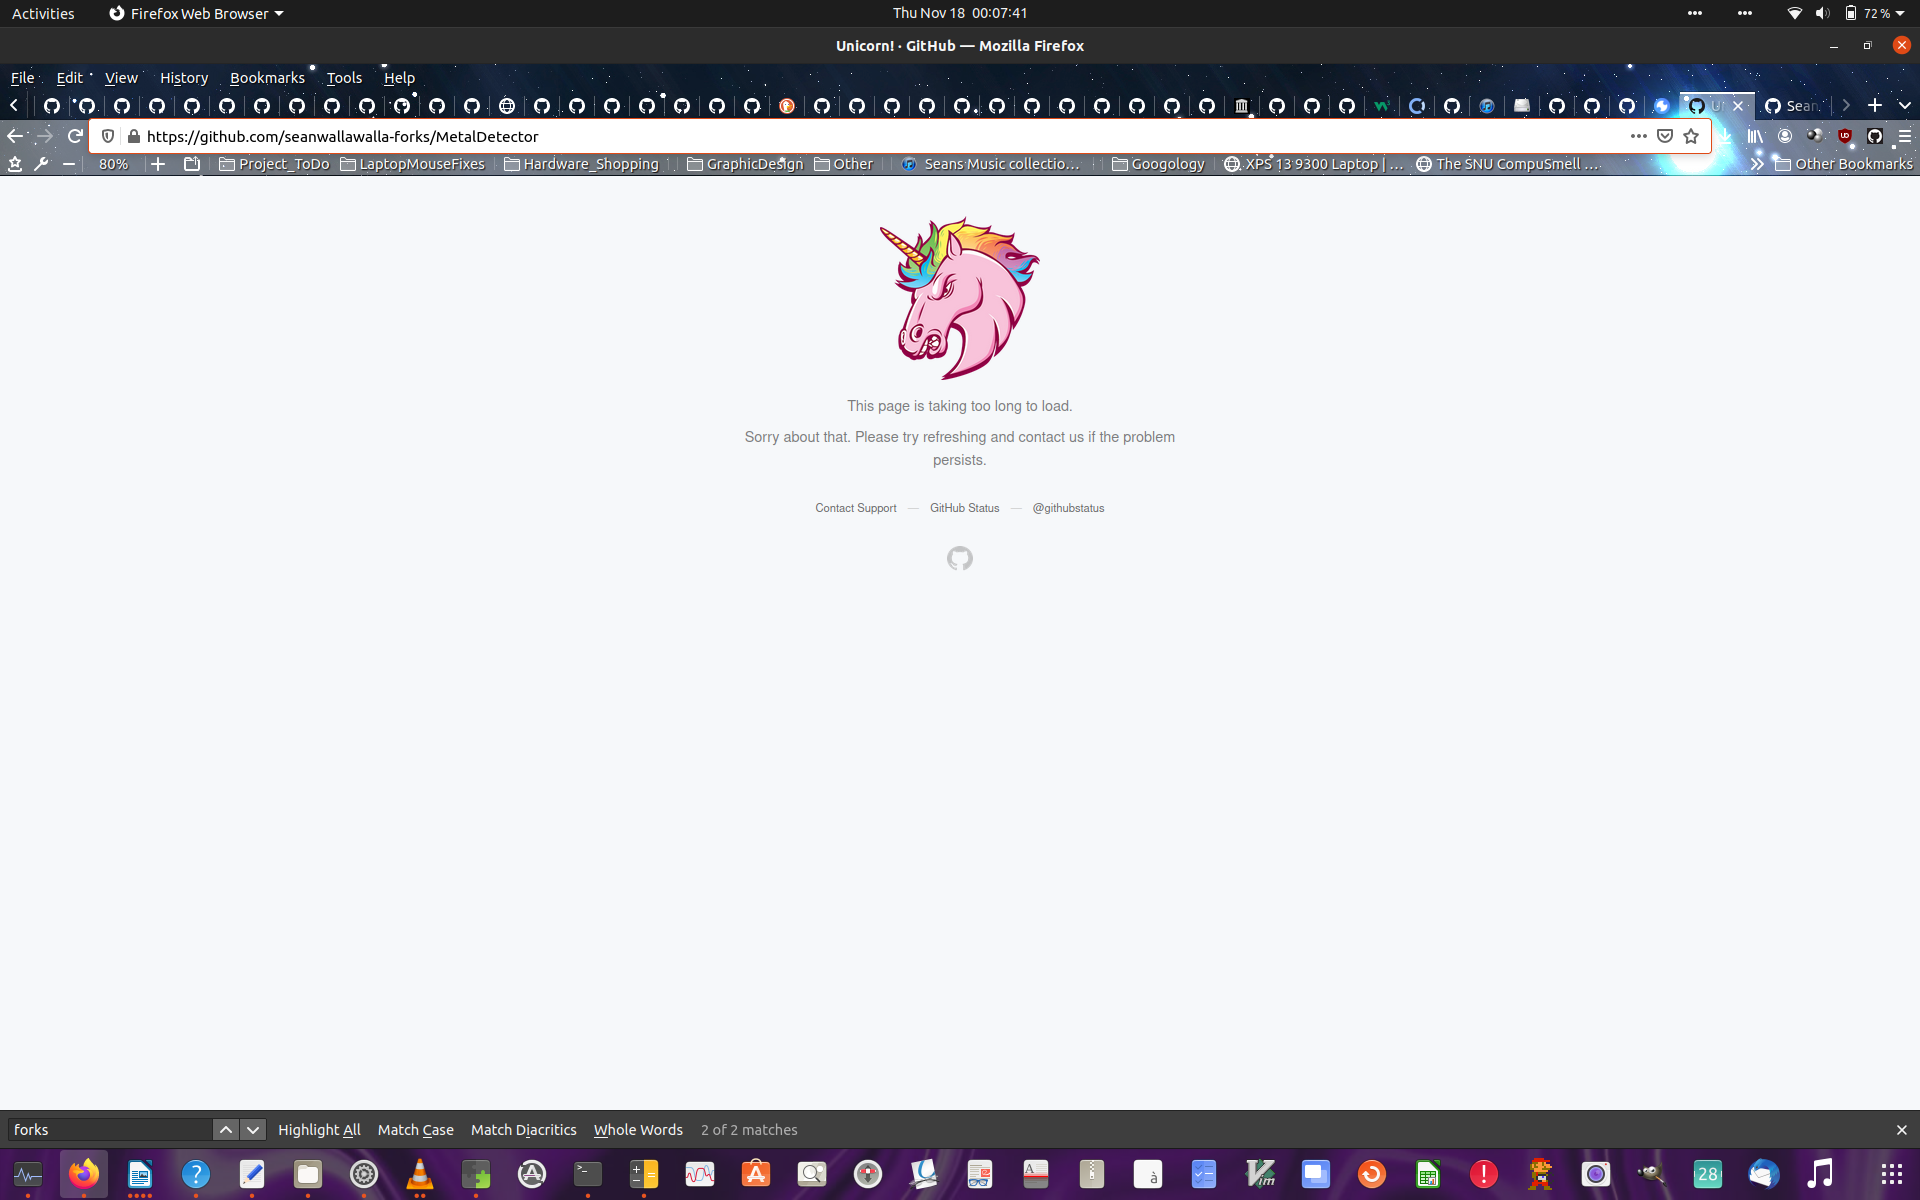 Activities Firefox Web Browser Thu Nov 18 00:07:41 72 %
Unicorn! · GitHub — Mozilla Firefox
File Edit View History Bookmarks Tools Help
Sean
https://github.com/seanwallawalla-forks/MetalDetector
80% Project_ToDo LaptopMouseFixes Hardware_Shopping GraphicDesign Other Seans Music collectio… Googology XPS 13 9300 Laptop | … The SNU CompuSmell … Other Bookmarks
This page is taking too long to load.
Sorry about that. Please try refreshing and contact us if the problem
persists.
Contact Support — GitHub Status — @githubstatus
forks Highlight All Match Case Match Diacritics Whole Words 2 of 2 matches
28